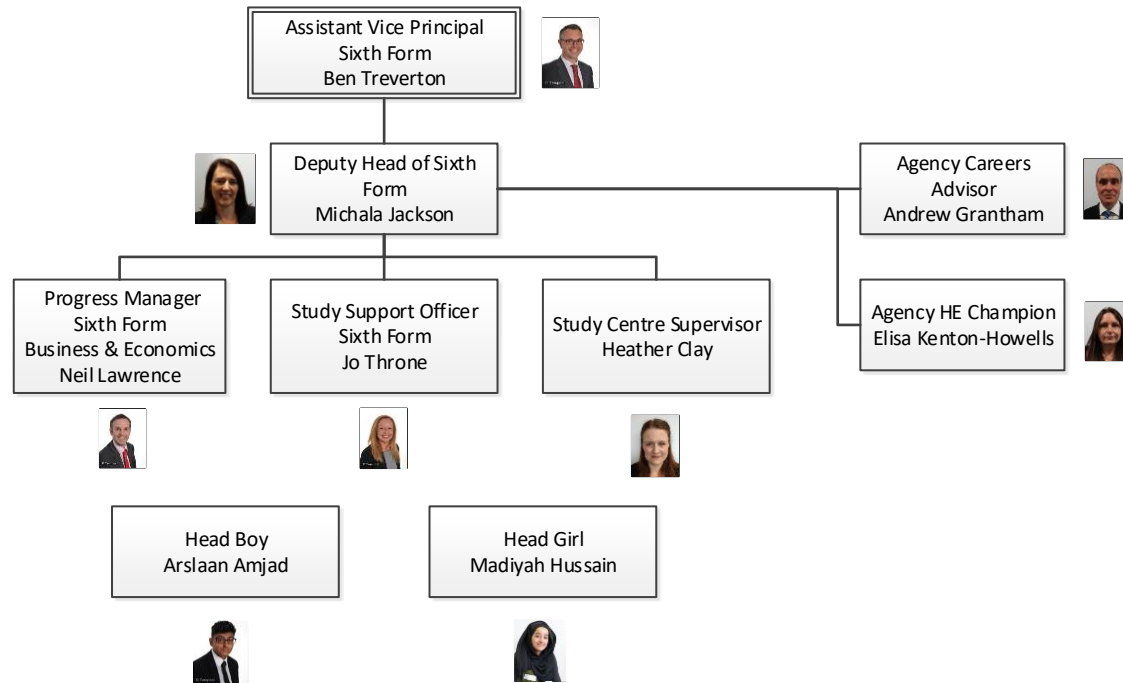 Assistant Vice Principal
Sixth Form
Ben Treverton
Deputy Head of Sixth
Form
Michala Jackson
Agency Careers
Advisor
Andrew Grantham
Progress Manager
Sixth Form
Business & Economics
Neil Lawrence
Study Support Officer
Sixth Form
Jo Throne
Study Centre Supervisor
Heather Clay
Agency HE Champion
Elisa Kenton-Howells
Head Boy
Arslaan Amjad
Head Girl
Madiyah Hussain